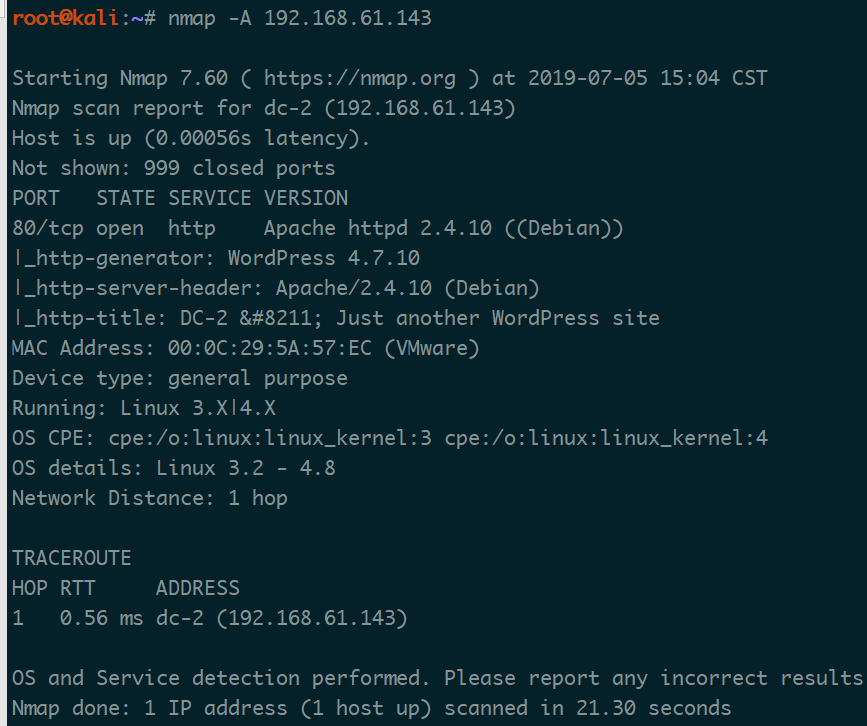 root@kali:~# nmap -A 192.168.61.143
Starting Nmap 7.60 ( https://nmap.org ) at 2019-07-05 15:04 CST
Nmap scan report for dc-2 (192.168.61.143)
Host is up (0.00056s latency).
Not shown: 999 closed ports
PORT   STATE SERVICE VERSION
80/tcp open  http    Apache httpd 2.4.10 ((Debian))
|_http-generator: WordPress 4.7.10
|_http-server-header: Apache/2.4.10 (Debian)
|_http-title: DC-2 &#8211; Just another WordPress site
MAC Address: 00:0C:29:5A:57:EC (VMware)
Device type: general purpose
Running: Linux 3.X|4.X
OS CPE: cpe:/o:linux:linux_kernel:3 cpe:/o:linux:linux_kernel:4
OS details: Linux 3.2 - 4.8
Network Distance: 1 hop
TRACEROUTE
HOP RTT     ADDRESS
1   0.56 ms dc-2 (192.168.61.143)
OS and Service detection performed. Please report any incorrect results
Nmap done: 1 IP address (1 host up) scanned in 21.30 seconds